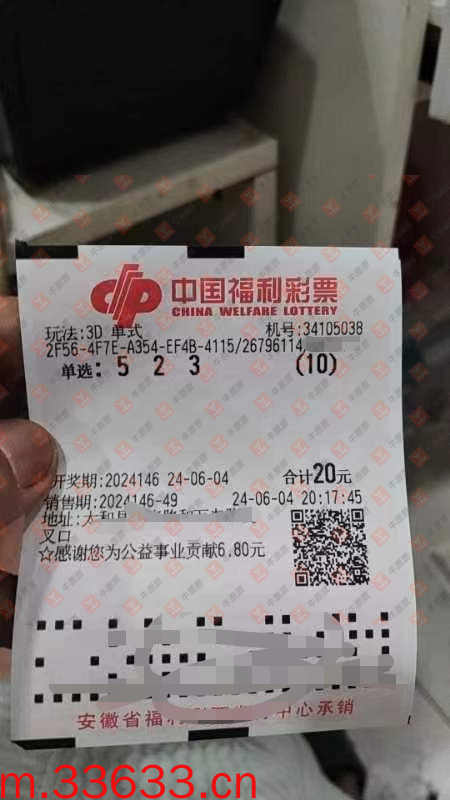 中国福利彩票
CHINA WELFARE LOTTERY
玩法:3D 单式 机号:34105038
2F56-4F7E-A354-EF4B-4115/26796114
单选: 5 2 3 (10)
开奖期:2024146 24-06-04 合计20元
销售期:2024146-49 24-06-04 20:17:45
地址:太和县
叉口
☆感谢您为公益事业贡献6.80元
安徽省福利 中心承销
m.33633.cn